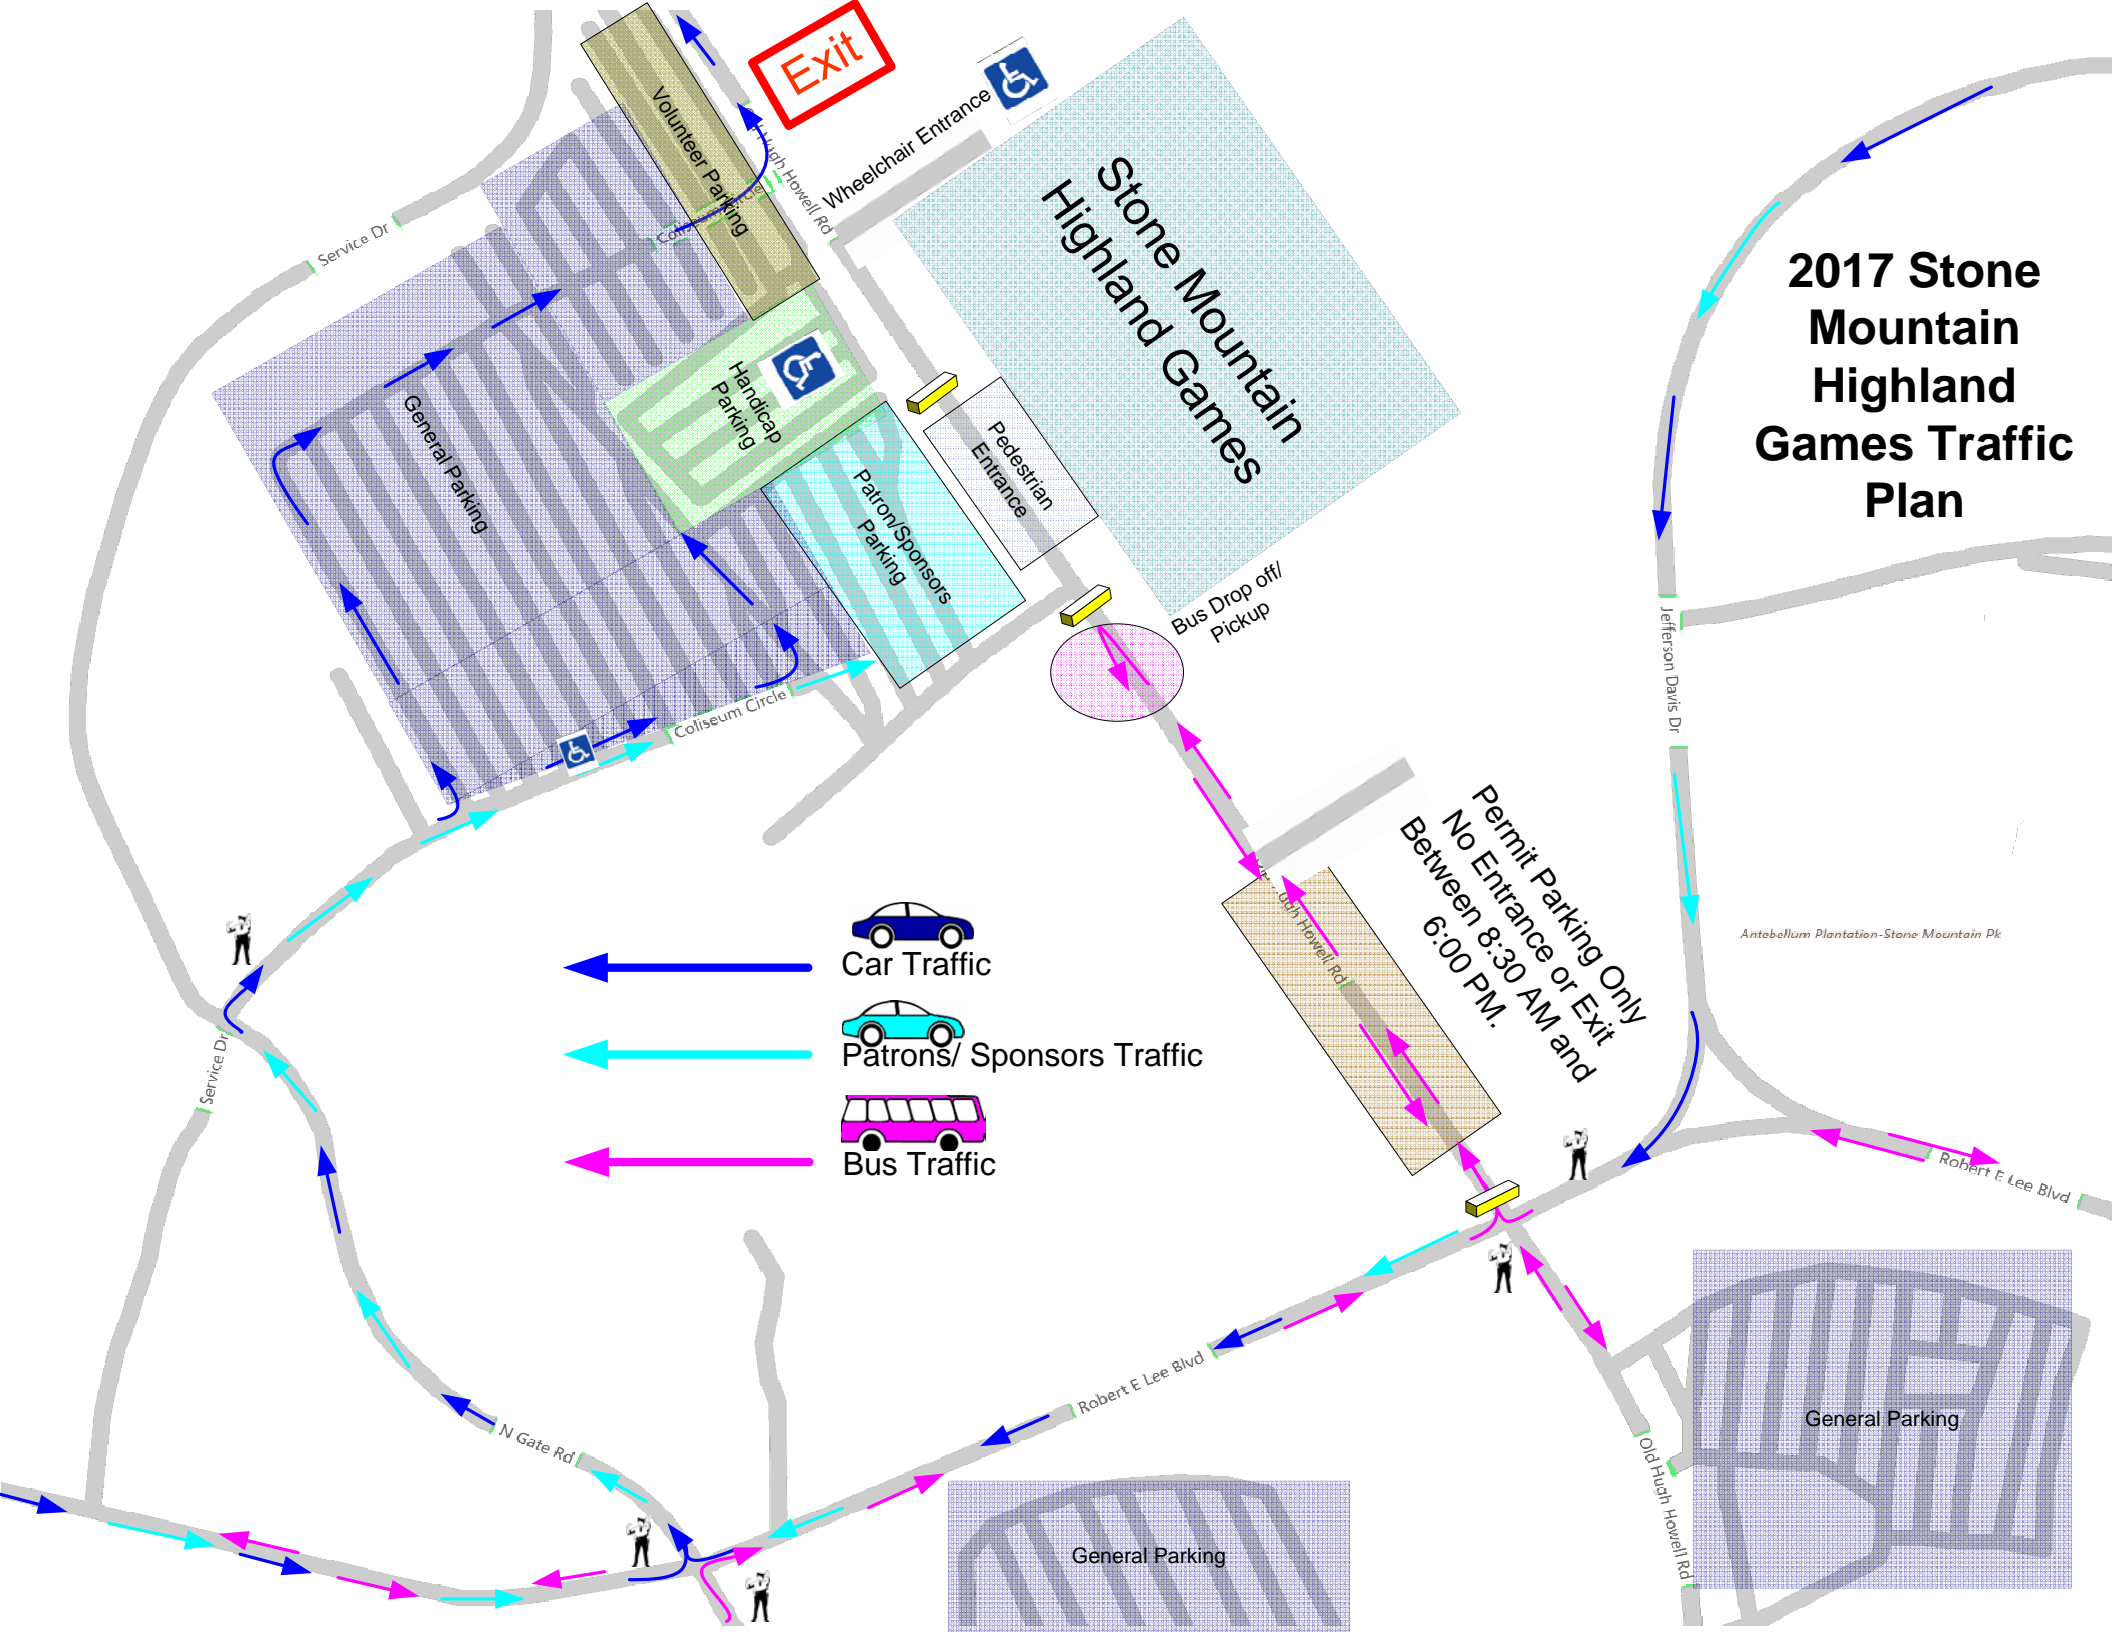 Exit
Volunteer Parking
Hugh Howell Rd
Wheelchair Entrance
Service Dr
Stone Mountain
Highland Games
2017 Stone
Mountain
Highland
Games Traffic
Plan
Handicap
Parking
General Parking
Patron/Sponsors
Parking
Pedestrian
Entrance
Bus Drop off/
Pickup
Coliseum Circle
Jefferson Davis Dr
Permit Parking Only
No Entrance or Exit
Between 8:30 AM and
6:00 PM.
Hugh Howell Rd
Antebellum Plantation-Stone Mountain Pk
Car Traffic
Patrons/ Sponsors Traffic
Bus Traffic
Service Dr
Robert E Lee Blvd
Robert E Lee Blvd
N Gate Rd
General Parking
Old Hugh Howell Rd
General Parking